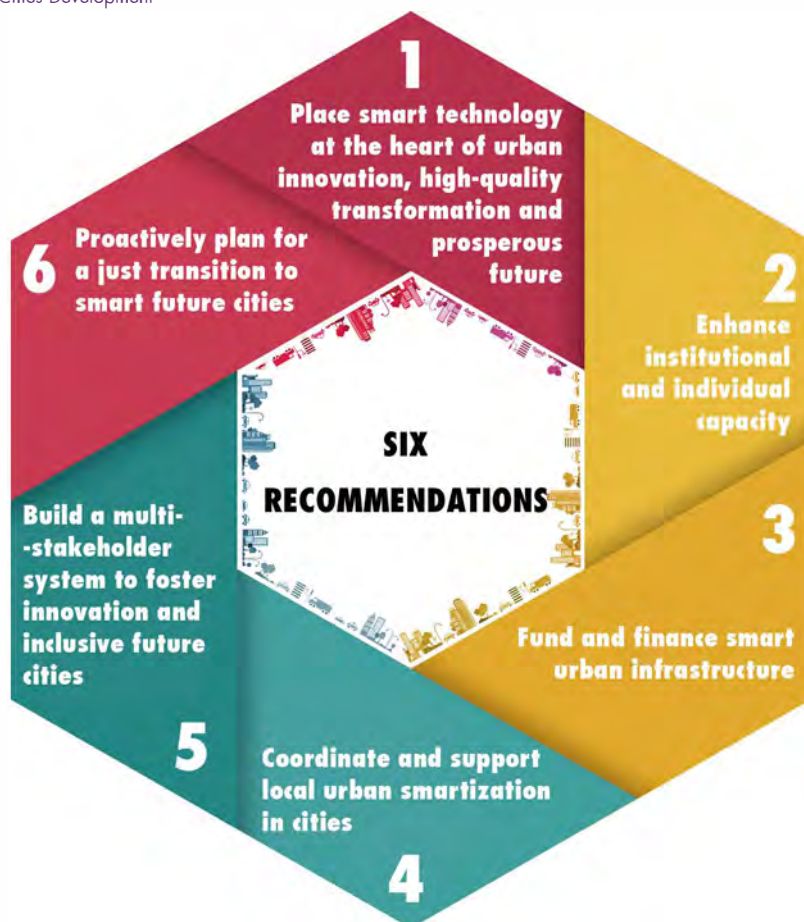 Cities Development
1
Place smart technology
at the heart of urban
innovation, high-quality
transformation and
prosperous
future
2
Enhance
institutional
and individual
capacity
3
Fund and finance smart
urban infrastructure
4
Coordinate and support
local urban smartization
in cities
5
Build a multi-
-stakeholder
system to foster
innovation and
inclusive future
cities
6
Proactively plan for
a just transition to
smart future cities
SIX
RECOMMENDATIONS